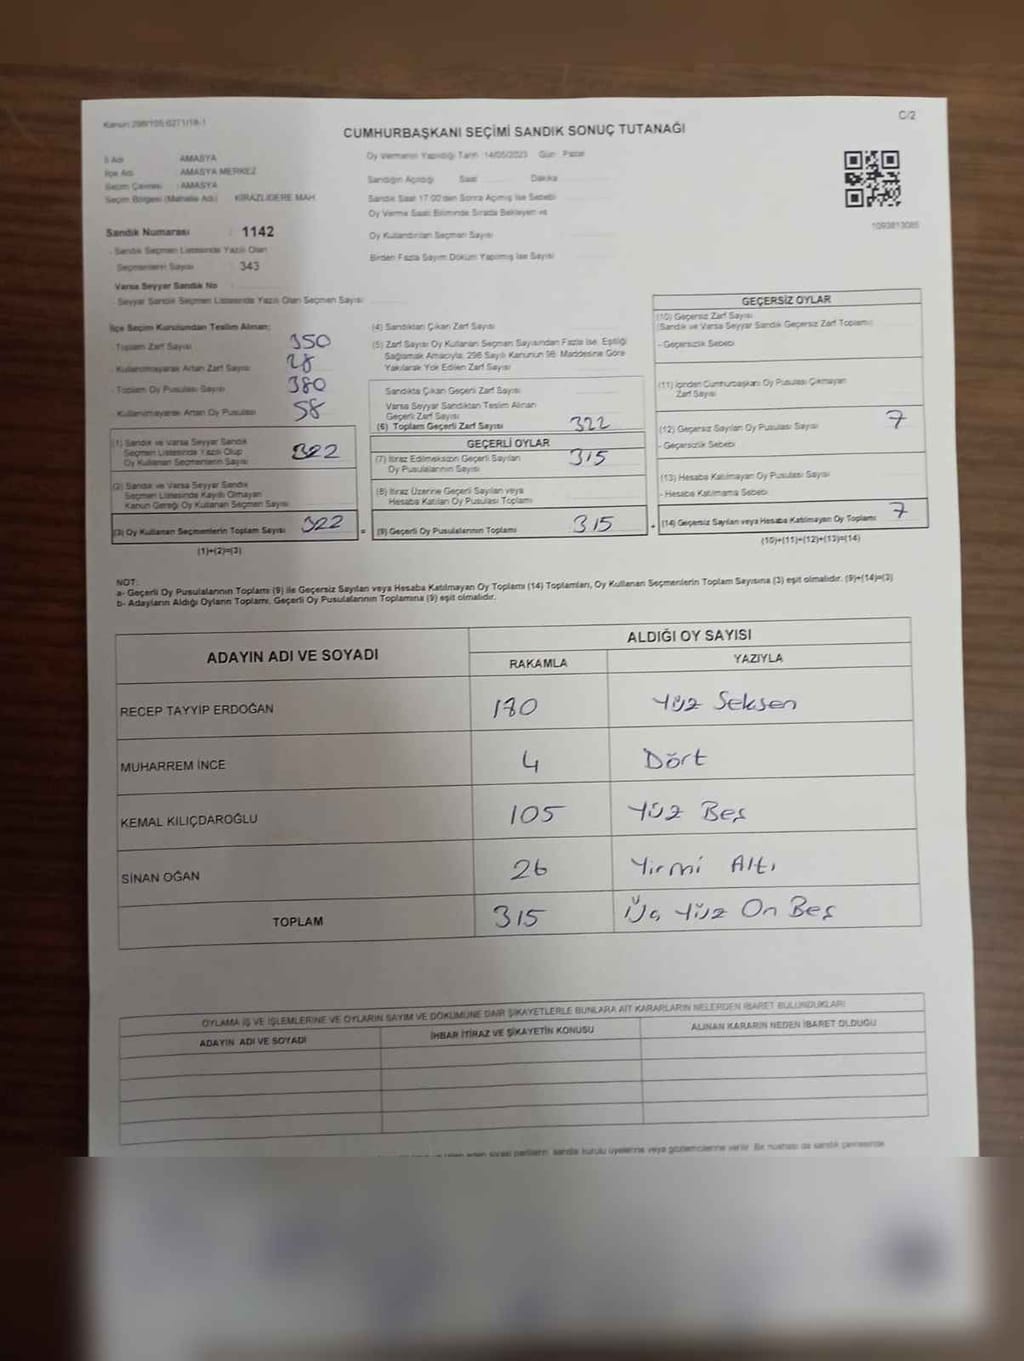 C/2
CUMHURBAŞKANI SEÇİMİ SANDIK SONUÇ TUTANAĞI
İl Adı AMASYA
İlçe Adı AMASYA MERKEZ
Seçim Çevresi : AMASYA
Seçim Bölgesi (Mahalle Adı) KİRAZLIDERE MAH.
Oy Vermenin Yapıldığı Tarih :14/05/2023 Gün : Pazar
Sandığın Açıldığı Saat Dakika
Sandık Saat 17:00'den Sonra Açılmış İse Sebebi
Oy Verme Saati Bitiminde Sırada Bekleyen ve
Oy Kullandırılan Seçmen Sayısı
Birden Fazla Sayım Döküm Yapılmış İse Sayısı
1093813085
Sandık Numarası : 1142
- Sandık Seçmen Listesinde Yazılı Olan
Seçmenlerin Sayısı 343
Varsa Seyyar Sandık No
- Seyyar Sandık Seçmen Listesinde Yazılı Olan Seçmen Sayısı
İlçe Seçim Kurulundan Teslim Alınan;
- Toplam Zarf Sayısı 350
- Kullanılmayarak Artan Zarf Sayısı 28
- Toplam Oy Pusulası Sayısı 380
- Kullanılmayarak Artan Oy Pusulası 58
(1) Sandık ve Varsa Seyyar Sandık
Seçmen Listesinde Yazılı Olup
Oy Kullanan Seçmenlerin Sayısı 322
(2) Sandık ve Varsa Seyyar Sandık
Seçmen Listesinde Kayıtlı Olmayan
Kanun Gereği Oy Kullanan Seçmen Sayısı
(3) Oy Kullanan Seçmenlerin Toplam Sayısı 322
(1)+(2)=(3)
(4) Sandıktan Çıkan Zarf Sayısı
(5) Zarf Sayısı Oy Kullanan Seçmen Sayısından Fazla İse, Eşitliği
Sağlamak Amacıyla, 298 Sayılı Kanunun 98. Maddesine Göre
Yakılarak Yok Edilen Zarf Sayısı
Sandıkta Çıkan Geçerli Zarf Sayısı
Varsa Seyyar Sandıktan Teslim Alınan
Geçerli Zarf Sayısı
(6) Toplam Geçerli Zarf Sayısı 322
GEÇERLİ OYLAR
(7) İtiraz Edilmeksizin Geçerli Sayılan
Oy Pusulalarının Sayısı 315
(8) İtiraz Üzerine Geçerli Sayılan veya
Hesaba Katılan Oy Pusulası Toplamı
= (9) Geçerli Oy Pusulalarının Toplamı 315
GEÇERSİZ OYLAR
(10) Geçersiz Zarf Sayısı
(Sandık ve Varsa Seyyar Sandık Geçersiz Zarf Toplamı)
- Geçersizlik Sebebi
(11) İçinden Cumhurbaşkanı Oy Pusulası Çıkmayan
Zarf Sayısı
(12) Geçersiz Sayılan Oy Pusulası Sayısı 7
- Geçersizlik Sebebi
(13) Hesaba Katılmayan Oy Pusulası Sayısı
- Hesaba Katılmama Sebebi
+ (14) Geçersiz Sayılan veya Hesaba Katılmayan Oy Toplamı 7
(10)+(11)+(12)+(13)=(14)
NOT:
a- Geçerli Oy Pusulalarının Toplamı (9) ile Geçersiz Sayılan veya Hesaba Katılmayan Oy Toplamı (14) Toplamları, Oy Kullanan Seçmenlerin Toplam Sayısına (3) eşit olmalıdır. (9)+(14)=(3)
b- Adayların Aldığı Oyların Toplamı, Geçerli Oy Pusulalarının Toplamına (9) eşit olmalıdır.
ADAYIN ADI VE SOYADI ALDIĞI OY SAYISI
RAKAMLA YAZIYLA
RECEP TAYYİP ERDOĞAN 180 Yüz Seksen
MUHARREM İNCE 4 Dört
KEMAL KILIÇDAROĞLU 105 Yüz Beş
SİNAN OĞAN 26 Yirmi Altı
TOPLAM 315 Üç Yüz On Beş
OYLAMA İŞ VE İŞLEMLERİNE VE OYLARIN SAYIM VE DÖKÜMÜNE DAİR ŞİKAYETLERLE BUNLARA AİT KARARLARIN NELERDEN İBARET BULUNDUKLARI
ADAYIN ADI VE SOYADI İHBAR İTİRAZ VE ŞİKAYETİN KONUSU ALINAN KARARIN NEDEN İBARET OLDUĞU
sandık kurulu üyelerine veya gözlemcilerine verilir. Bir nüshası da sandık çevresinde